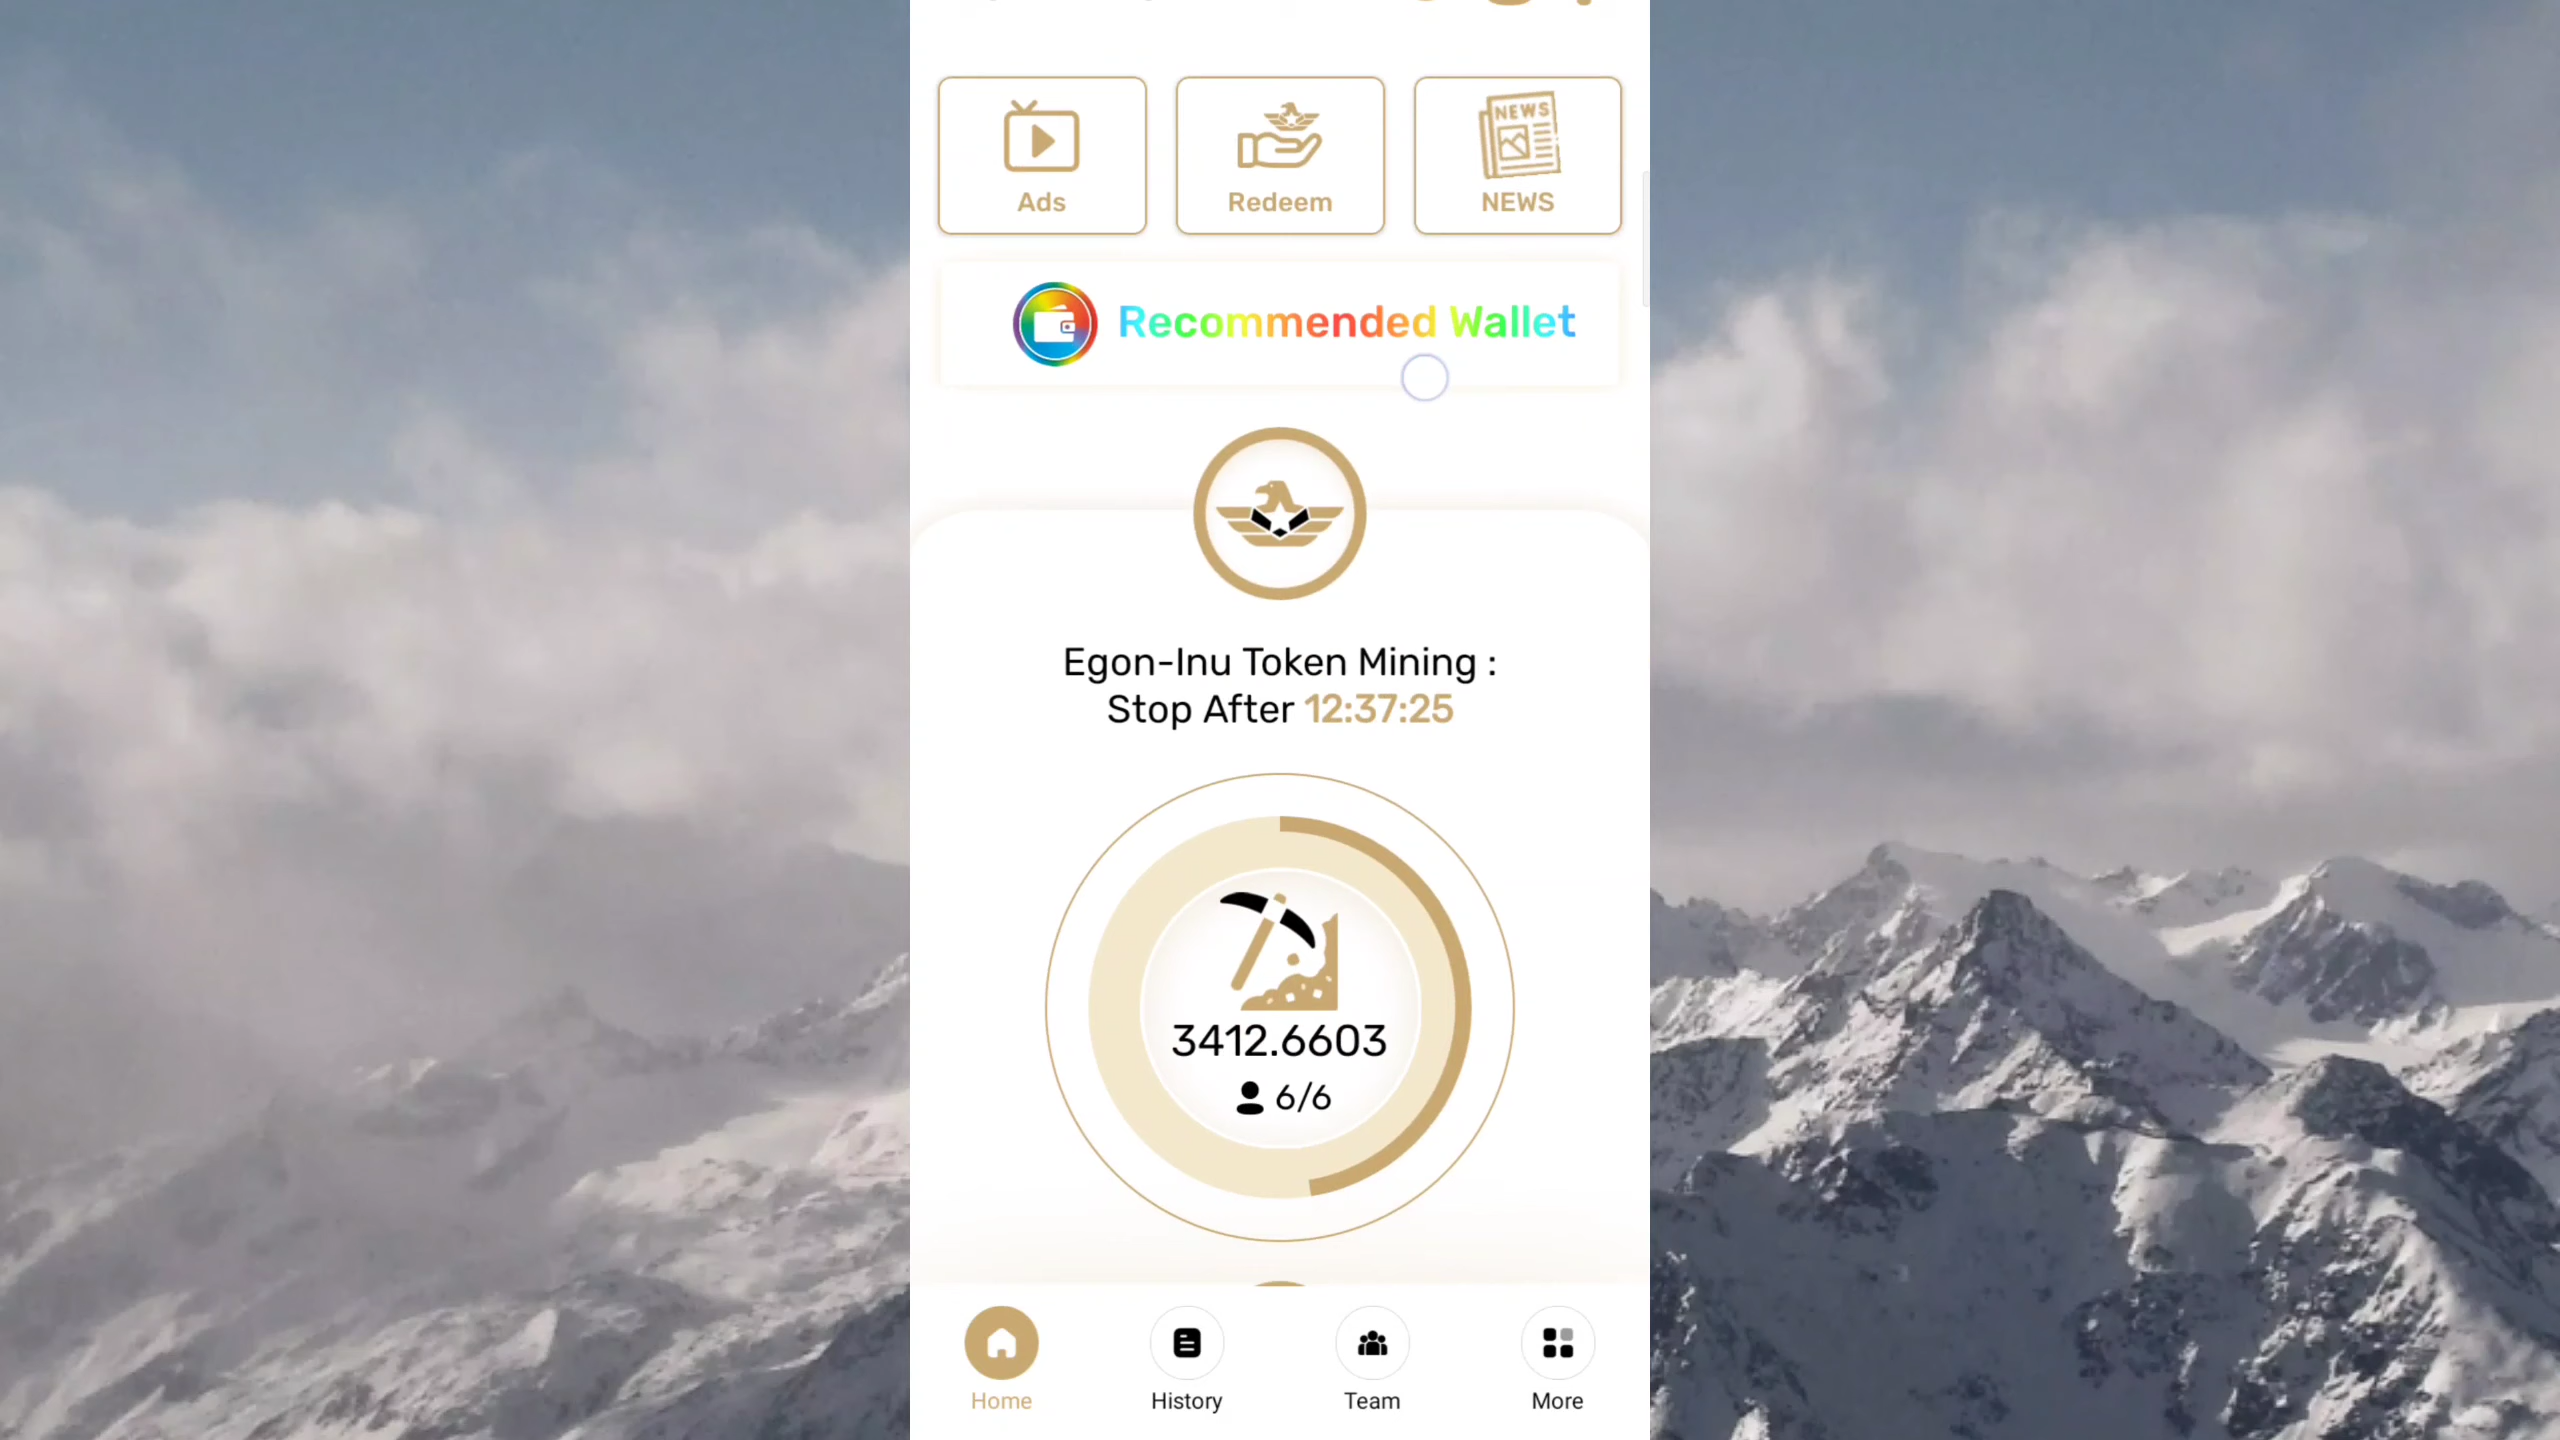 Ads
Redeem
NEWS
NEWS
Recommended Wallet
Egon-Inu Token Mining :
Stop After 12:37:25
3412.6603
6/6
Home
History
Team
More